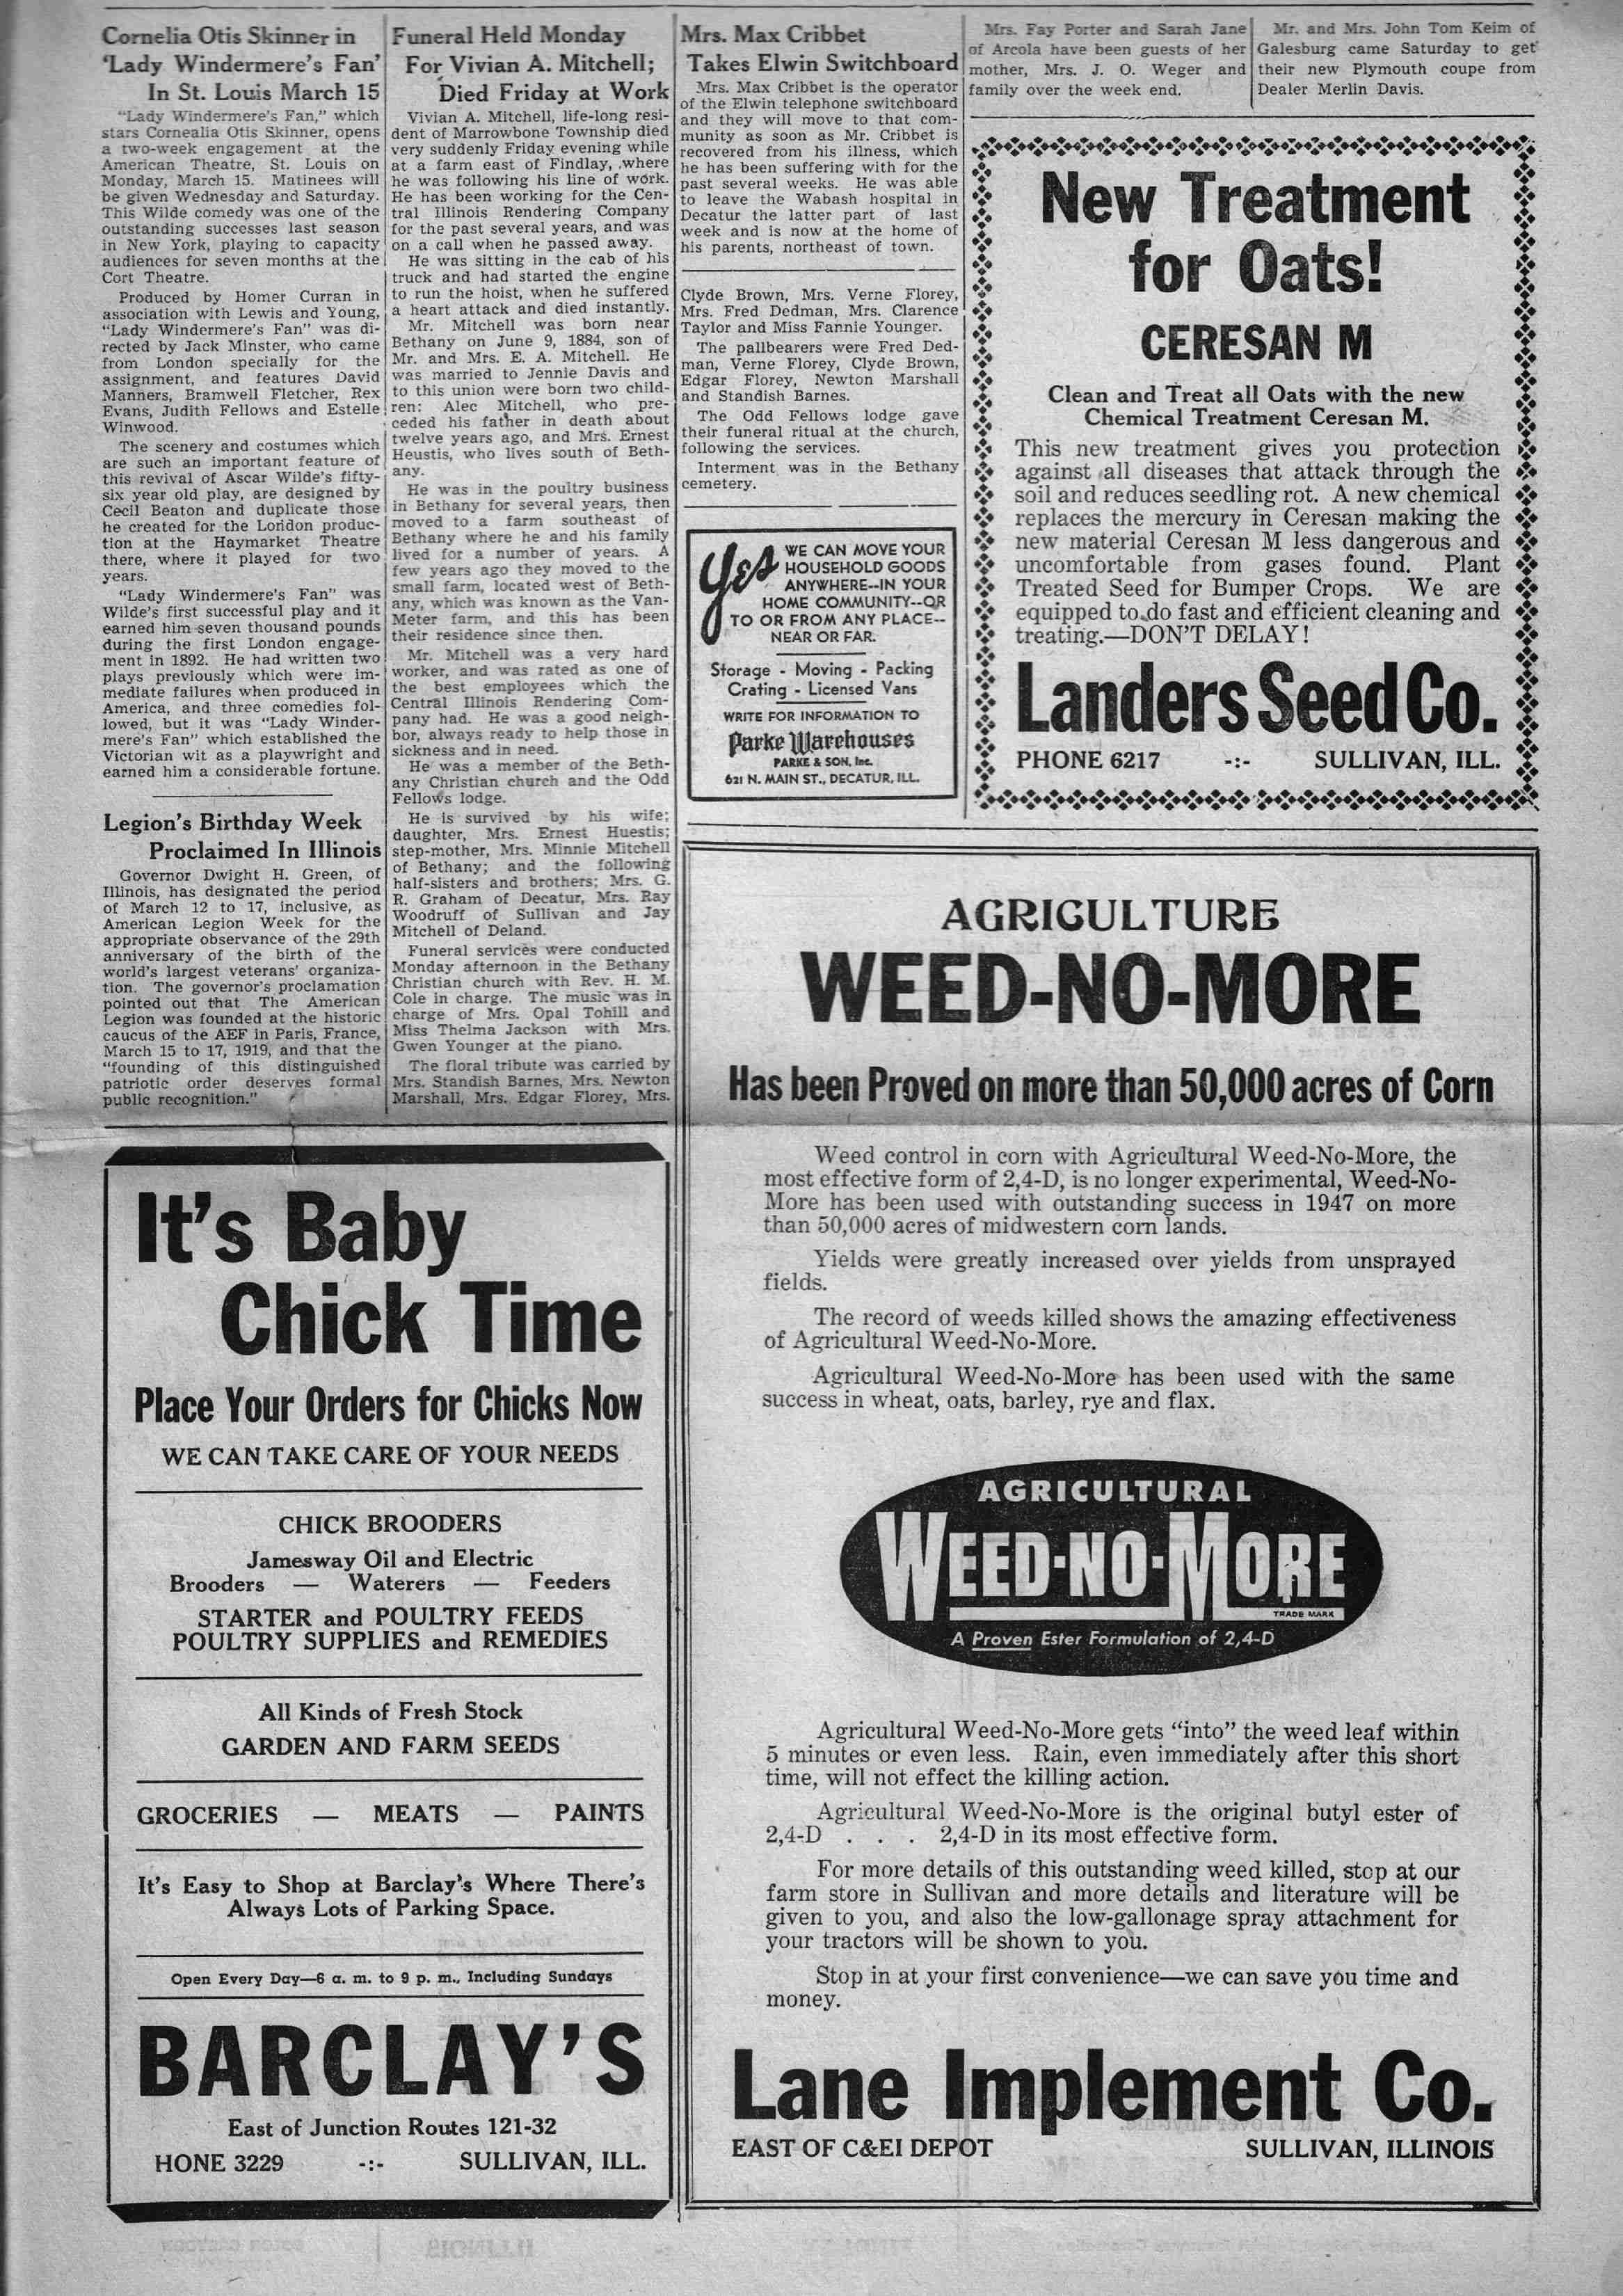 Cornelia Otis Skinner in
'Lady Windermere's Fan'
In St. Louis March 15
"Lady Windermere's Fan," which
stars Cornealia Otis Skinner, opens
a two-week engagement at the
American Theatre, St. Louis on
Monday, March 15. Matinees will
be given Wednesday and Saturday.
This Wilde comedy was one of the
outstanding successes last season
in New York, playing to capacity
audiences for seven months at the
Cort Theatre.
Produced by Homer Curran in
association with Lewis and Young,
"Lady Windermere's Fan" was di-
rected by Jack Minster, who came
from London specially for the
assignment, and features David
Manners, Bramwell Fletcher, Rex
Evans, Judith Fellows and Estelle
Winwood.
The scenery and costumes which
are such an important feature of
this revival of Ascar Wilde's fifty-
six year old play, are designed by
Cecil Beaton and duplicate those
he created for the London produc-
tion at the Haymarket Theatre
there, where it played for two
years.
"Lady Windermere's Fan" was
Wilde's first successful play and it
earned him seven thousand pounds
during the first London engage-
ment in 1892. He had written two
plays previously which were im-
mediate failures when produced in
America, and three comedies fol-
lowed, but it was "Lady Winder-
mere's Fan" which established the
Victorian wit as a playwright and
earned him a considerable fortune.
Legion's Birthday Week
Proclaimed In Illinois
Governor Dwight H. Green, of
Illinois, has designated the period
of March 12 to 17, inclusive, as
American Legion Week for the
appropriate observance of the 29th
anniversary of the birth of the
world's largest veterans' organiza-
tion. The governor's proclamation
pointed out that The American
Legion was founded at the historic
caucus of the AEF in Paris, France,
March 15 to 17, 1919, and that the
"founding of this distinguished
patriotic order deserves formal
public recognition."
Funeral Held Monday
For Vivian A. Mitchell;
Died Friday at Work
Vivian A. Mitchell, life-long resi-
dent of Marrowbone Township died
very suddenly Friday evening while
at a farm east of Findlay, where
he was following his line of work.
He has been working for the Cen-
tral Illinois Rendering Company
for the past several years, and was
on a call when he passed away.
He was sitting in the cab of his
truck and had started the engine
to run the hoist, when he suffered
a heart attack and died instantly.
Mr. Mitchell was born near
Bethany on June 9, 1884, son of
Mr. and Mrs. E. A. Mitchell. He
was married to Jennie Davis and
to this union were born two child-
ren: Alec Mitchell, who pre-
ceded his father in death about
twelve years ago, and Mrs. Ernest
Heustis, who lives south of Beth-
any.
He was in the poultry business
in Bethany for several years, then
moved to a farm southeast of
Bethany where he and his family
lived for a number of years. A
few years ago they moved to the
small farm, located west of Beth-
any, which was known as the Van-
Meter farm, and this has been
their residence since then.
Mr. Mitchell was a very hard
worker, and was rated as one of
the best employees which the
Central Illinois Rendering Com-
pany had. He was a good neigh-
bor, always ready to help those in
sickness and in need.
He was a member of the Beth-
any Christian church and the Odd
Fellows lodge.
He is survived by his wife;
daughter, Mrs. Ernest Huestis;
step-mother, Mrs. Minnie Mitchell
of Bethany; and the following
half-sisters and brothers; Mrs. G.
R. Graham of Decatur, Mrs. Ray
Woodruff of Sullivan and Jay
Mitchell of Deland.
Funeral services were conducted
Monday afternoon in the Bethany
Christian church with Rev. H. M.
Cole in charge. The music was in
charge of Mrs. Opal Tohill and
Miss Thelma Jackson with Mrs.
Gwen Younger at the piano.
The floral tribute was carried by
Mrs. Standish Barnes, Mrs. Newton
Marshall, Mrs. Edgar Florey, Mrs.
Mrs. Max Cribbet
Takes Elwin Switchboard
Mrs. Max Cribbet is the operator
of the Elwin telephone switchboard
and they will move to that com-
munity as soon as Mr. Cribbet is
recovered from his illness, which
he has been suffering with for the
past several weeks. He was able
to leave the Wabash hospital in
Decatur the latter part of last
week and is now at the home of
his parents, northeast of town.
Clyde Brown, Mrs. Verne Florey,
Mrs. Fred Dedman, Mrs. Clarence
Taylor and Miss Fannie Younger.
The pallbearers were Fred Ded-
man, Verne Florey, Clyde Brown,
Edgar Florey, Newton Marshall
and Standish Barnes.
The Odd Fellows lodge gave
their funeral ritual at the church,
following the services.
Interment was in the Bethany
cemetery.
Yes WE CAN MOVE YOUR
HOUSEHOLD GOODS
ANYWHERE--IN YOUR
HOME COMMUNITY--OR
TO OR FROM ANY PLACE--
NEAR OR FAR.
Storage - Moving - Packing
Crating - Licensed Vans
WRITE FOR INFORMATION TO
Parke Warehouses
PARKE & SON, Inc.
621 N. MAIN ST., DECATUR, ILL.
Mrs. Fay Porter and Sarah Jane
of Arcola have been guests of her
mother, Mrs. J. O. Weger and
family over the week end.
Mr. and Mrs. John Tom Keim of
Galesburg came Saturday to get
their new Plymouth coupe from
Dealer Merlin Davis.
New Treatment
for Oats!
CERESAN M
Clean and Treat all Oats with the new
Chemical Treatment Ceresan M.
This new treatment gives you protection
against all diseases that attack through the
soil and reduces seedling rot. A new chemical
replaces the mercury in Ceresan making the
new material Ceresan M less dangerous and
uncomfortable from gases found. Plant
Treated Seed for Bumper Crops. We are
equipped to do fast and efficient cleaning and
treating.—DON'T DELAY!
Landers Seed Co.
PHONE 6217 -:- SULLIVAN, ILL.
It's Baby
Chick Time
Place Your Orders for Chicks Now
WE CAN TAKE CARE OF YOUR NEEDS
CHICK BROODERS
Jamesway Oil and Electric
Brooders — Waterers — Feeders
STARTER and POULTRY FEEDS
POULTRY SUPPLIES and REMEDIES
All Kinds of Fresh Stock
GARDEN AND FARM SEEDS
GROCERIES — MEATS — PAINTS
It's Easy to Shop at Barclay's Where There's
Always Lots of Parking Space.
Open Every Day—6 a. m. to 9 p. m., Including Sundays
BARCLAY'S
East of Junction Routes 121-32
HONE 3229 -:- SULLIVAN, ILL.
AGRICULTURE
WEED-NO-MORE
Has been Proved on more than 50,000 acres of Corn
Weed control in corn with Agricultural Weed-No-More, the
most effective form of 2,4-D, is no longer experimental, Weed-No-
More has been used with outstanding success in 1947 on more
than 50,000 acres of midwestern corn lands.
Yields were greatly increased over yields from unsprayed
fields.
The record of weeds killed shows the amazing effectiveness
of Agricultural Weed-No-More.
Agricultural Weed-No-More has been used with the same
success in wheat, oats, barley, rye and flax.
AGRICULTURAL
WEED-NO-MORE
TRADE MARK
A Proven Ester Formulation of 2,4-D
Agricultural Weed-No-More gets "into" the weed leaf within
5 minutes or even less. Rain, even immediately after this short
time, will not effect the killing action.
Agricultural Weed-No-More is the original butyl ester of
2,4-D . . . 2,4-D in its most effective form.
For more details of this outstanding weed killed, stop at our
farm store in Sullivan and more details and literature will be
given to you, and also the low-gallonage spray attachment for
your tractors will be shown to you.
Stop in at your first convenience—we can save you time and
money.
Lane Implement Co.
EAST OF C&EI DEPOT SULLIVAN, ILLINOIS